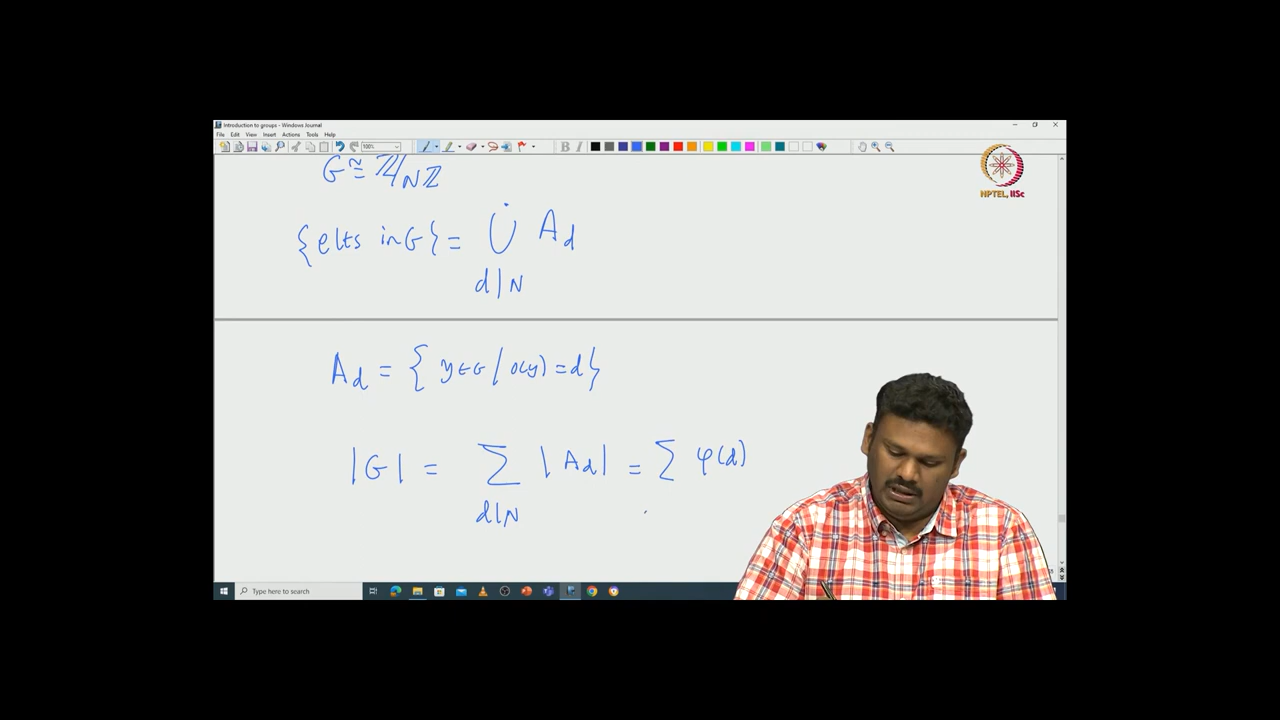 Introduction to groups - Windows Journal
File Edit View Insert Actions Tools Help
100%
B I
G ≅ ℤ/Nℤ
NPTEL, IISc
{elts in G} = ⨃ A_d
d|N
A_d = { y∈G / o(y) = d}
|G| = ∑ |A_d| = ∑ φ(d)
d|N
Type here to search